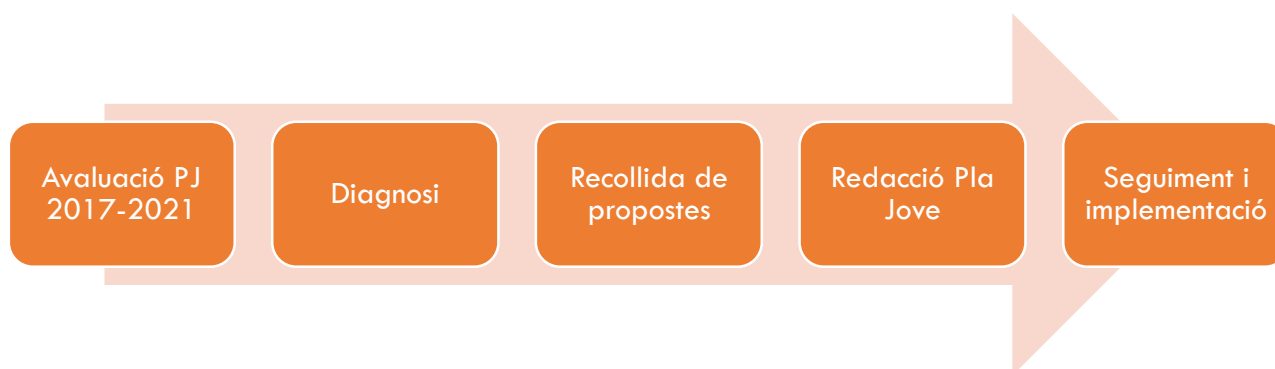 Avaluació PJ
2017-2021
Diagnosi
Recollida de
propostes
Redacció Pla
Jove
Seguiment i
implementació